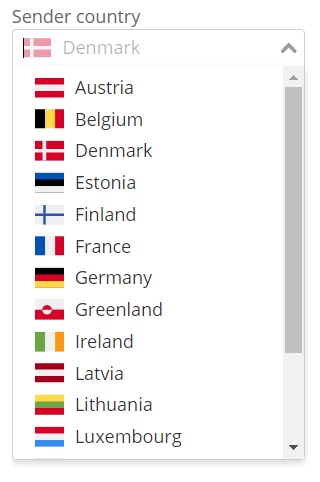 Sender country
Denmark
Austria
Belgium
Denmark
Estonia
Finland
France
Germany
Greenland
Ireland
Latvia
Lithuania
Luxembourg